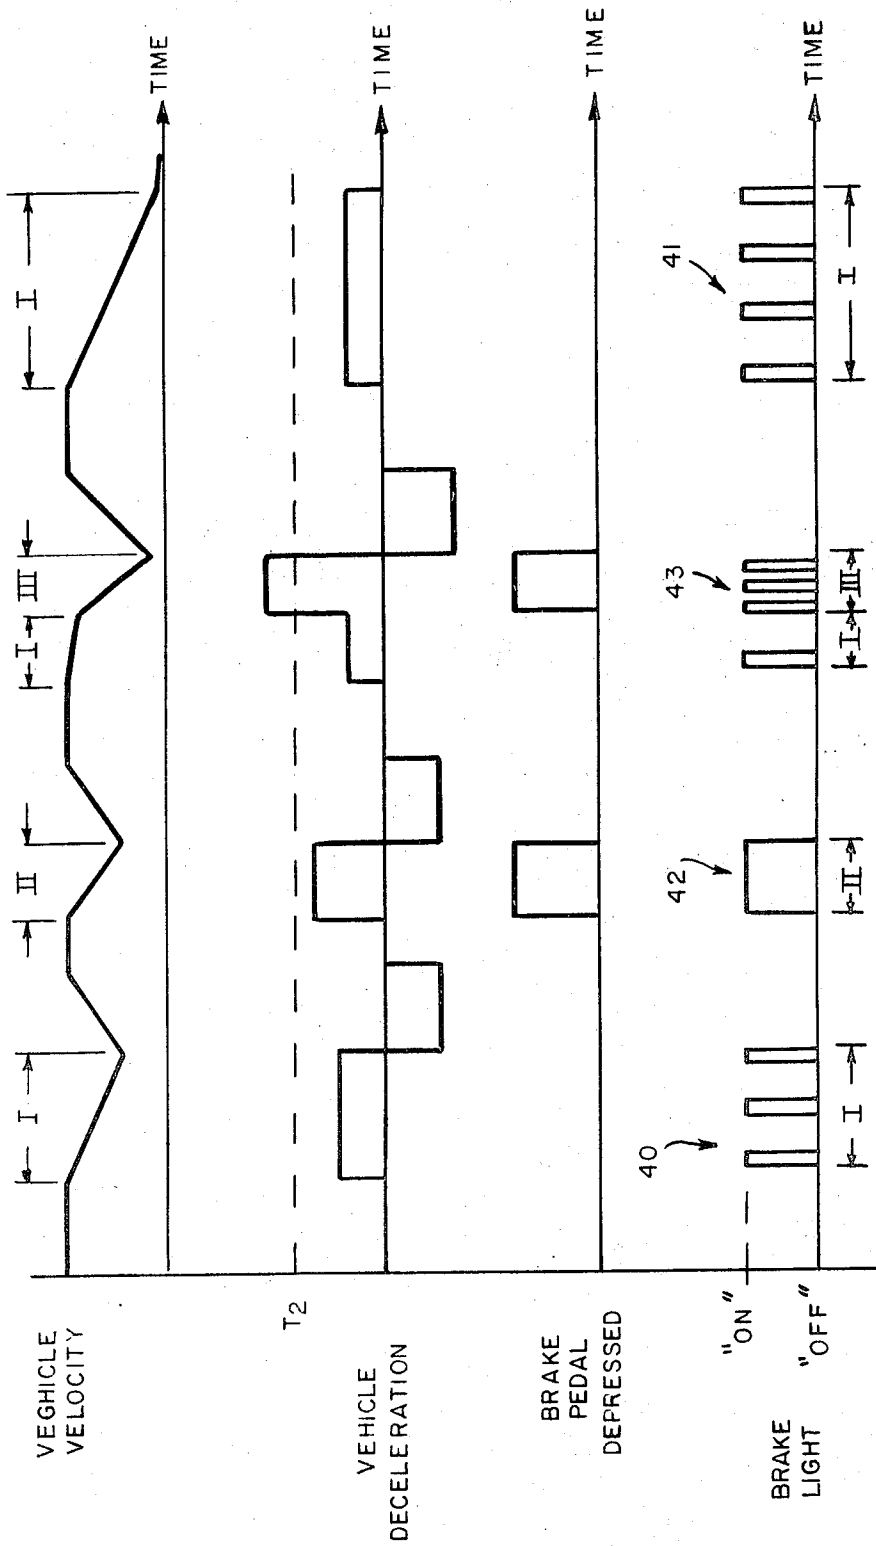 VEGHICLE
VELOCITY
I
II
I
III
I
TIME
T2
VEHICLE
DECELERATION
TIME
BRAKE
PEDAL
DEPRESSED
TIME
40
42
43
41
"ON"
"OFF"
BRAKE
LIGHT
TIME
I
II
I
III
I